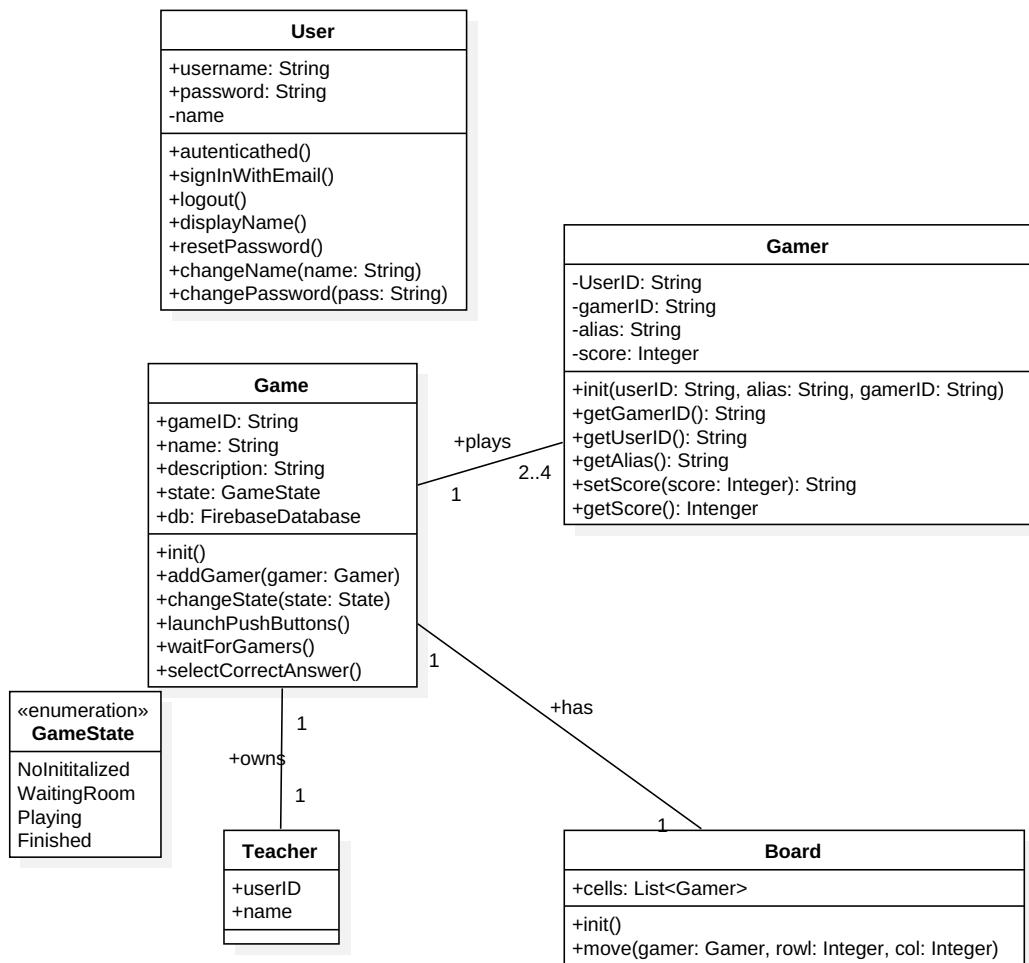 User
+username: String
+password: String
-name
+autenticathed()
+signInWithEmail()
+logout()
+displayName()
+resetPassword()
+changeName(name: String)
+changePassword(pass: String)
Gamer
-UserID: String
-gamerID: String
-alias: String
-score: Integer
+init(userID: String, alias: String, gamerID: String)
+getGamerID(): String
+getUserID(): String
+getAlias(): String
+setScore(score: Integer): String
+getScore(): Intenger
Game
+gameID: String
+name: String
+description: String
+state: GameState
+db: FirebaseDatabase
+init()
+addGamer(gamer: Gamer)
+changeState(state: State)
+launchPushButtons()
+waitForGamers()
+selectCorrectAnswer()
+plays
2..4
1
1
+has
1
1
+owns
1
«enumeration»
GameState
NoInititalized
WaitingRoom
Playing
Finished
Teacher
+userID
+name
Board
+cells: List<Gamer>
+init()
+move(gamer: Gamer, rowl: Integer, col: Integer)